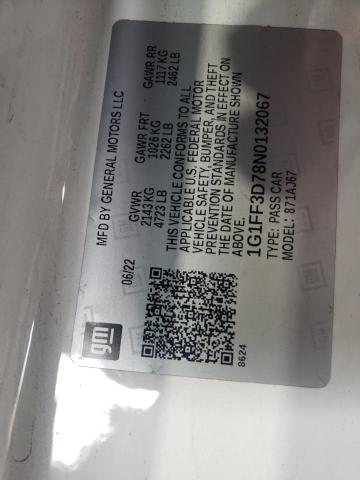 gm
MFD BY GENERAL MOTORS LLC
06/22
GVWR GAWR FRT GAWR RR
2143 KG 1026 KG 1117 KG
4723 LB 2262 LB 2462 LB
THIS VEHICLE CONFORMS TO ALL
APPLICABLE U.S. FEDERAL MOTOR
VEHICLE SAFETY, BUMPER, AND THEFT
PREVENTION STANDARDS IN EFFECT ON
THE DATE OF MANUFACTURE SHOWN
ABOVE.
1G1FF3D78N0132067
TYPE: PASS CAR
MODEL: 871AJ67
8624